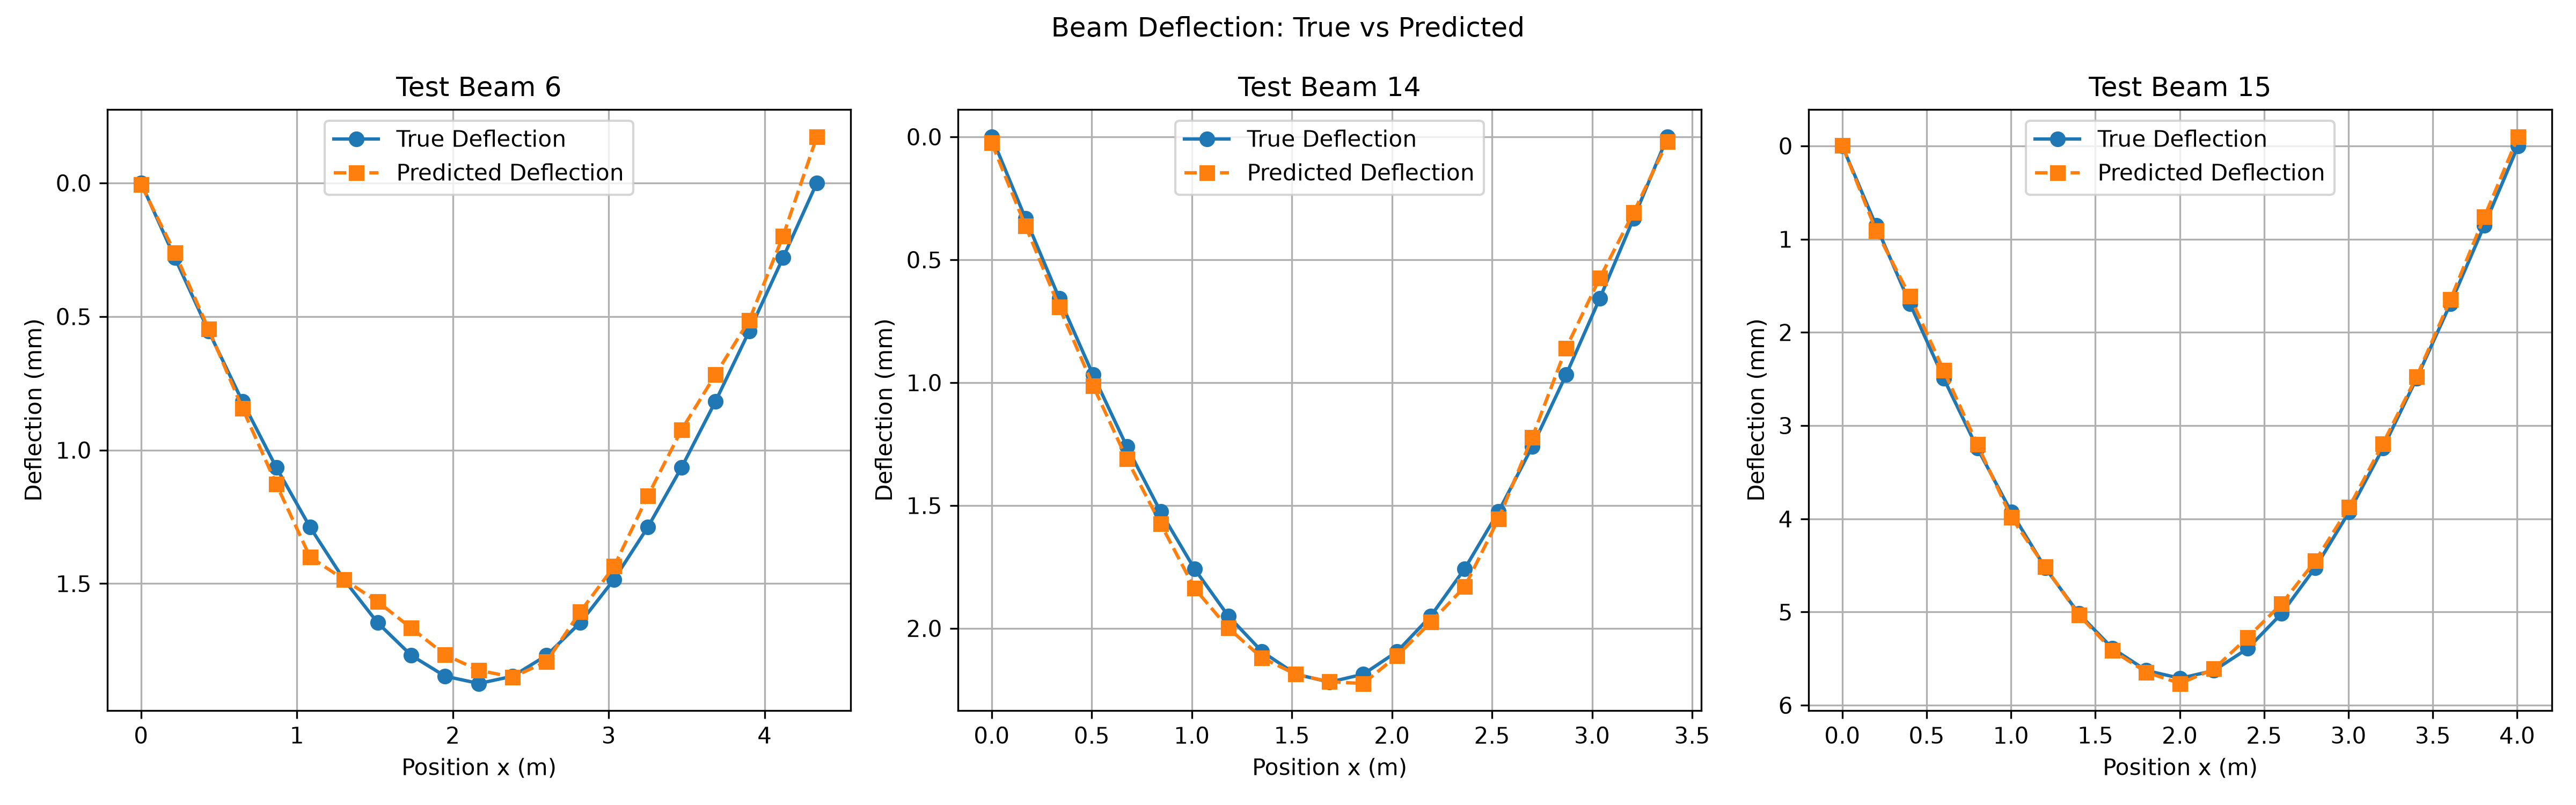 Beam Deflection: True vs Predicted
Test Beam 6
True Deflection
Predicted Deflection
0.0
0.5
1.0
1.5
Deflection (mm)
0 1 2 3 4
Position x (m)
Test Beam 14
True Deflection
Predicted Deflection
0.0
0.5
1.0
1.5
2.0
Deflection (mm)
0.0 0.5 1.0 1.5 2.0 2.5 3.0 3.5
Position x (m)
Test Beam 15
True Deflection
Predicted Deflection
0
1
2
3
4
5
6
Deflection (mm)
0.0 0.5 1.0 1.5 2.0 2.5 3.0 3.5 4.0
Position x (m)